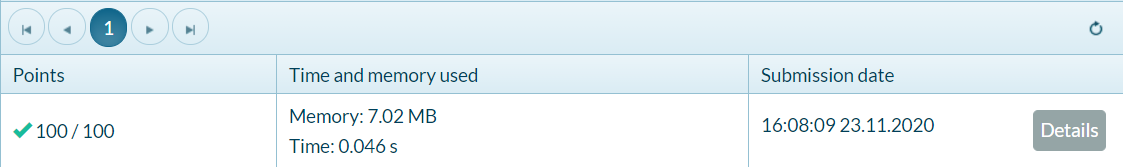 1
Points
Time and memory used
Submission date
100 / 100
Memory: 7.02 MB
Time: 0.046 s
16:08:09 23.11.2020
Details